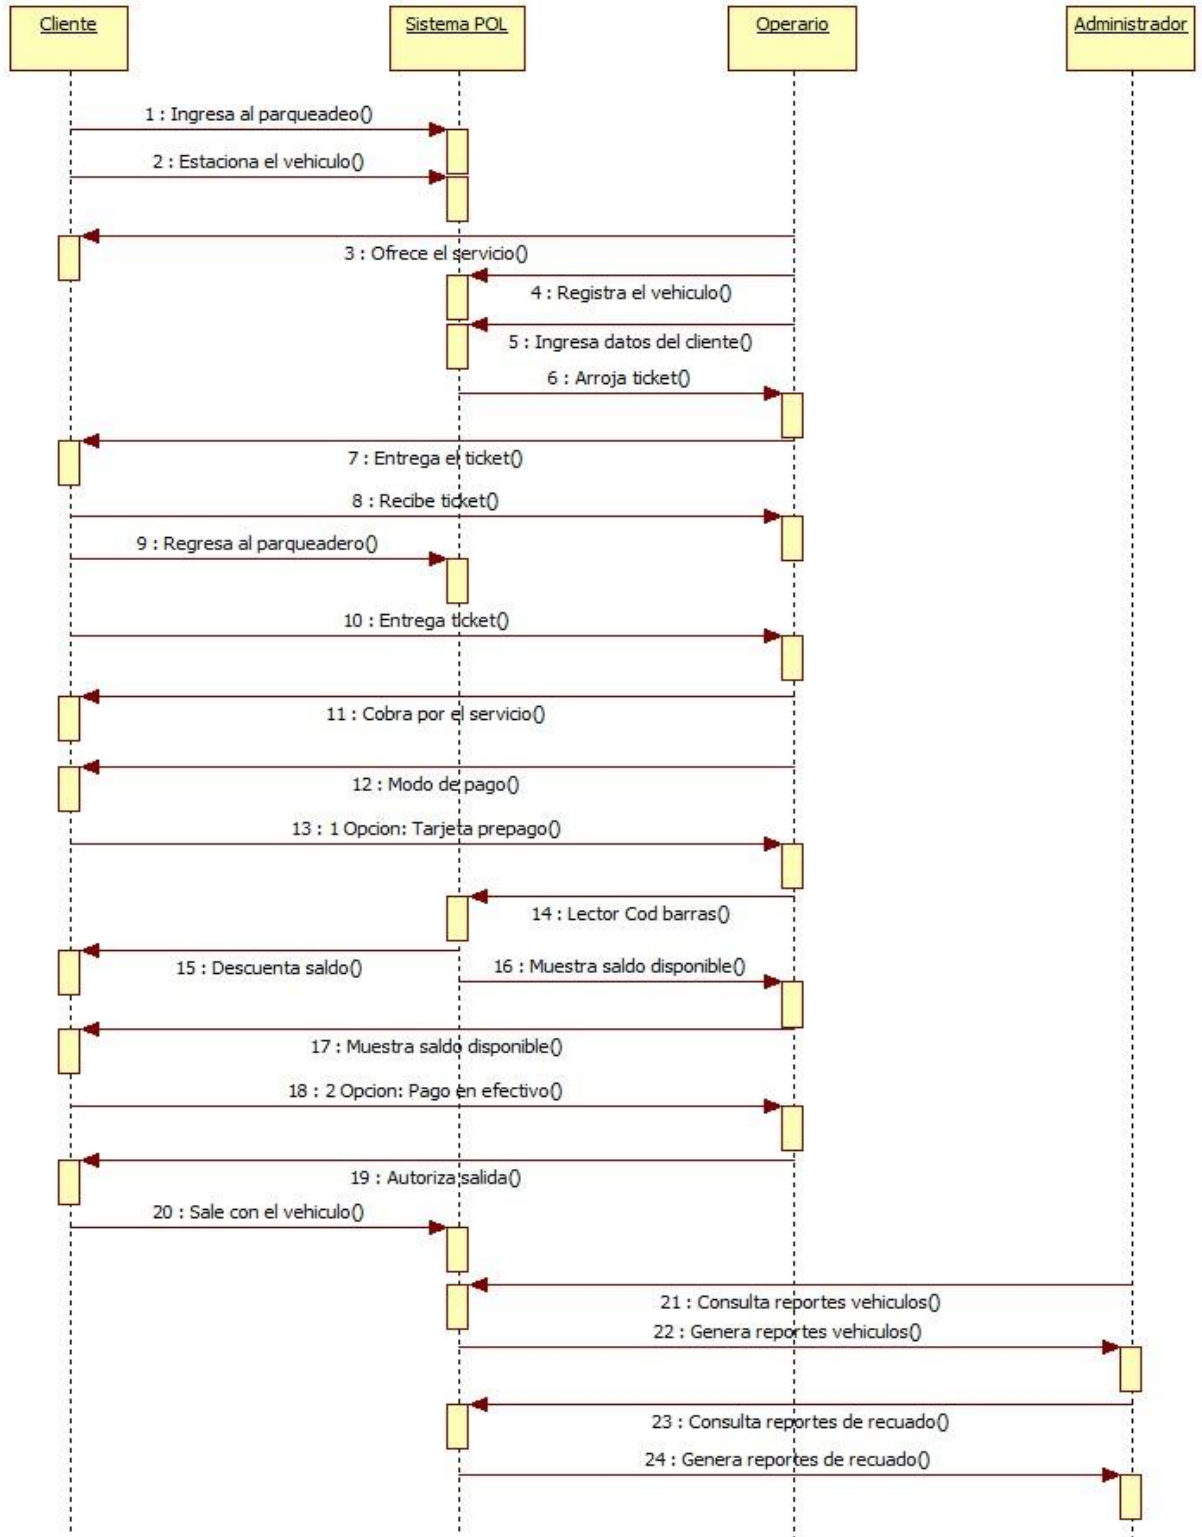 Cliente
Sistema POL
Operario
Administrador
1 : Ingresa al parqueadeo()
2 : Estaciona el vehiculo()
3 : Ofrece el servicio()
4 : Registra el vehiculo()
5 : Ingresa datos del cliente()
6 : Arroja ticket()
7 : Entrega el ticket()
8 : Recibe ticket()
9 : Regresa al parqueadero()
10 : Entrega ticket()
11 : Cobra por el servicio()
12 : Modo de pago()
13 : 1 Opcion: Tarjeta prepago()
14 : Lector Cod barras()
15 : Descuenta saldo()
16 : Muestra saldo disponible()
17 : Muestra saldo disponible()
18 : 2 Opcion: Pago en efectivo()
19 : Autoriza salida()
20 : Sale con el vehiculo()
21 : Consulta reportes vehiculos()
22 : Genera reportes vehiculos()
23 : Consulta reportes de recuado()
24 : Genera reportes de recuado()